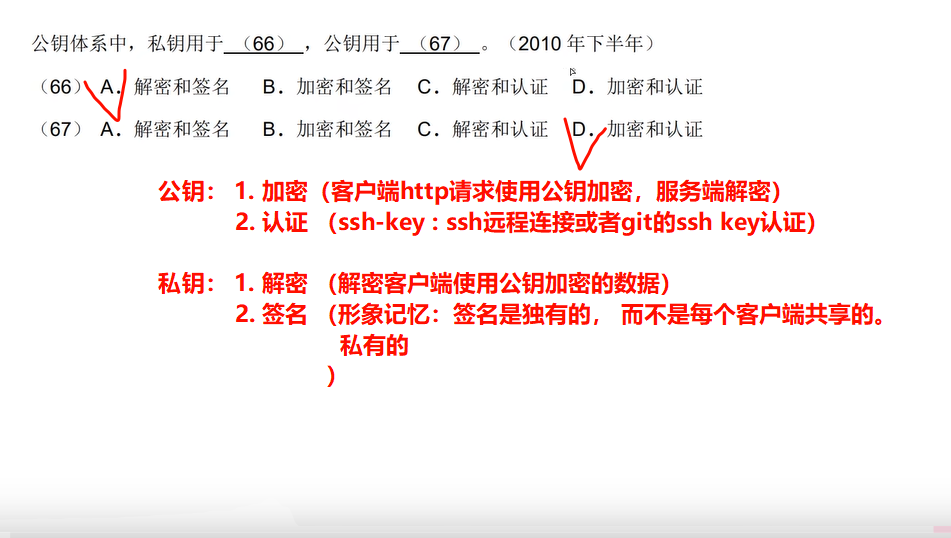 公钥体系中，私钥用于（66），公钥用于（67）。（2010 年下半年）
（66） A．解密和签名 B．加密和签名 C．解密和认证 D．加密和认证
（67） A．解密和签名 B．加密和签名 C．解密和认证 D．加密和认证
公钥： 1. 加密（客户端http请求使用公钥加密，服务端解密）
2. 认证 （ssh-key : ssh远程连接或者git的ssh key认证）
私钥： 1. 解密 （解密客户端使用公钥加密的数据）
2. 签名 （形象记忆：签名是独有的， 而不是每个客户端共享的。
私有的
）